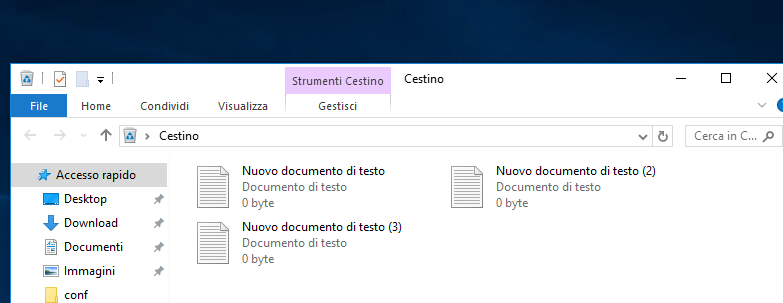 Strumenti Cestino
Cestino
File
Home
Condividi
Visualizza
Gestisci
Cestino
Cerca in C...
Accesso rapido
Desktop
Download
Documenti
Immagini
conf
Nuovo documento di testo
Documento di testo
0 byte
Nuovo documento di testo (2)
Documento di testo
0 byte
Nuovo documento di testo (3)
Documento di testo
0 byte